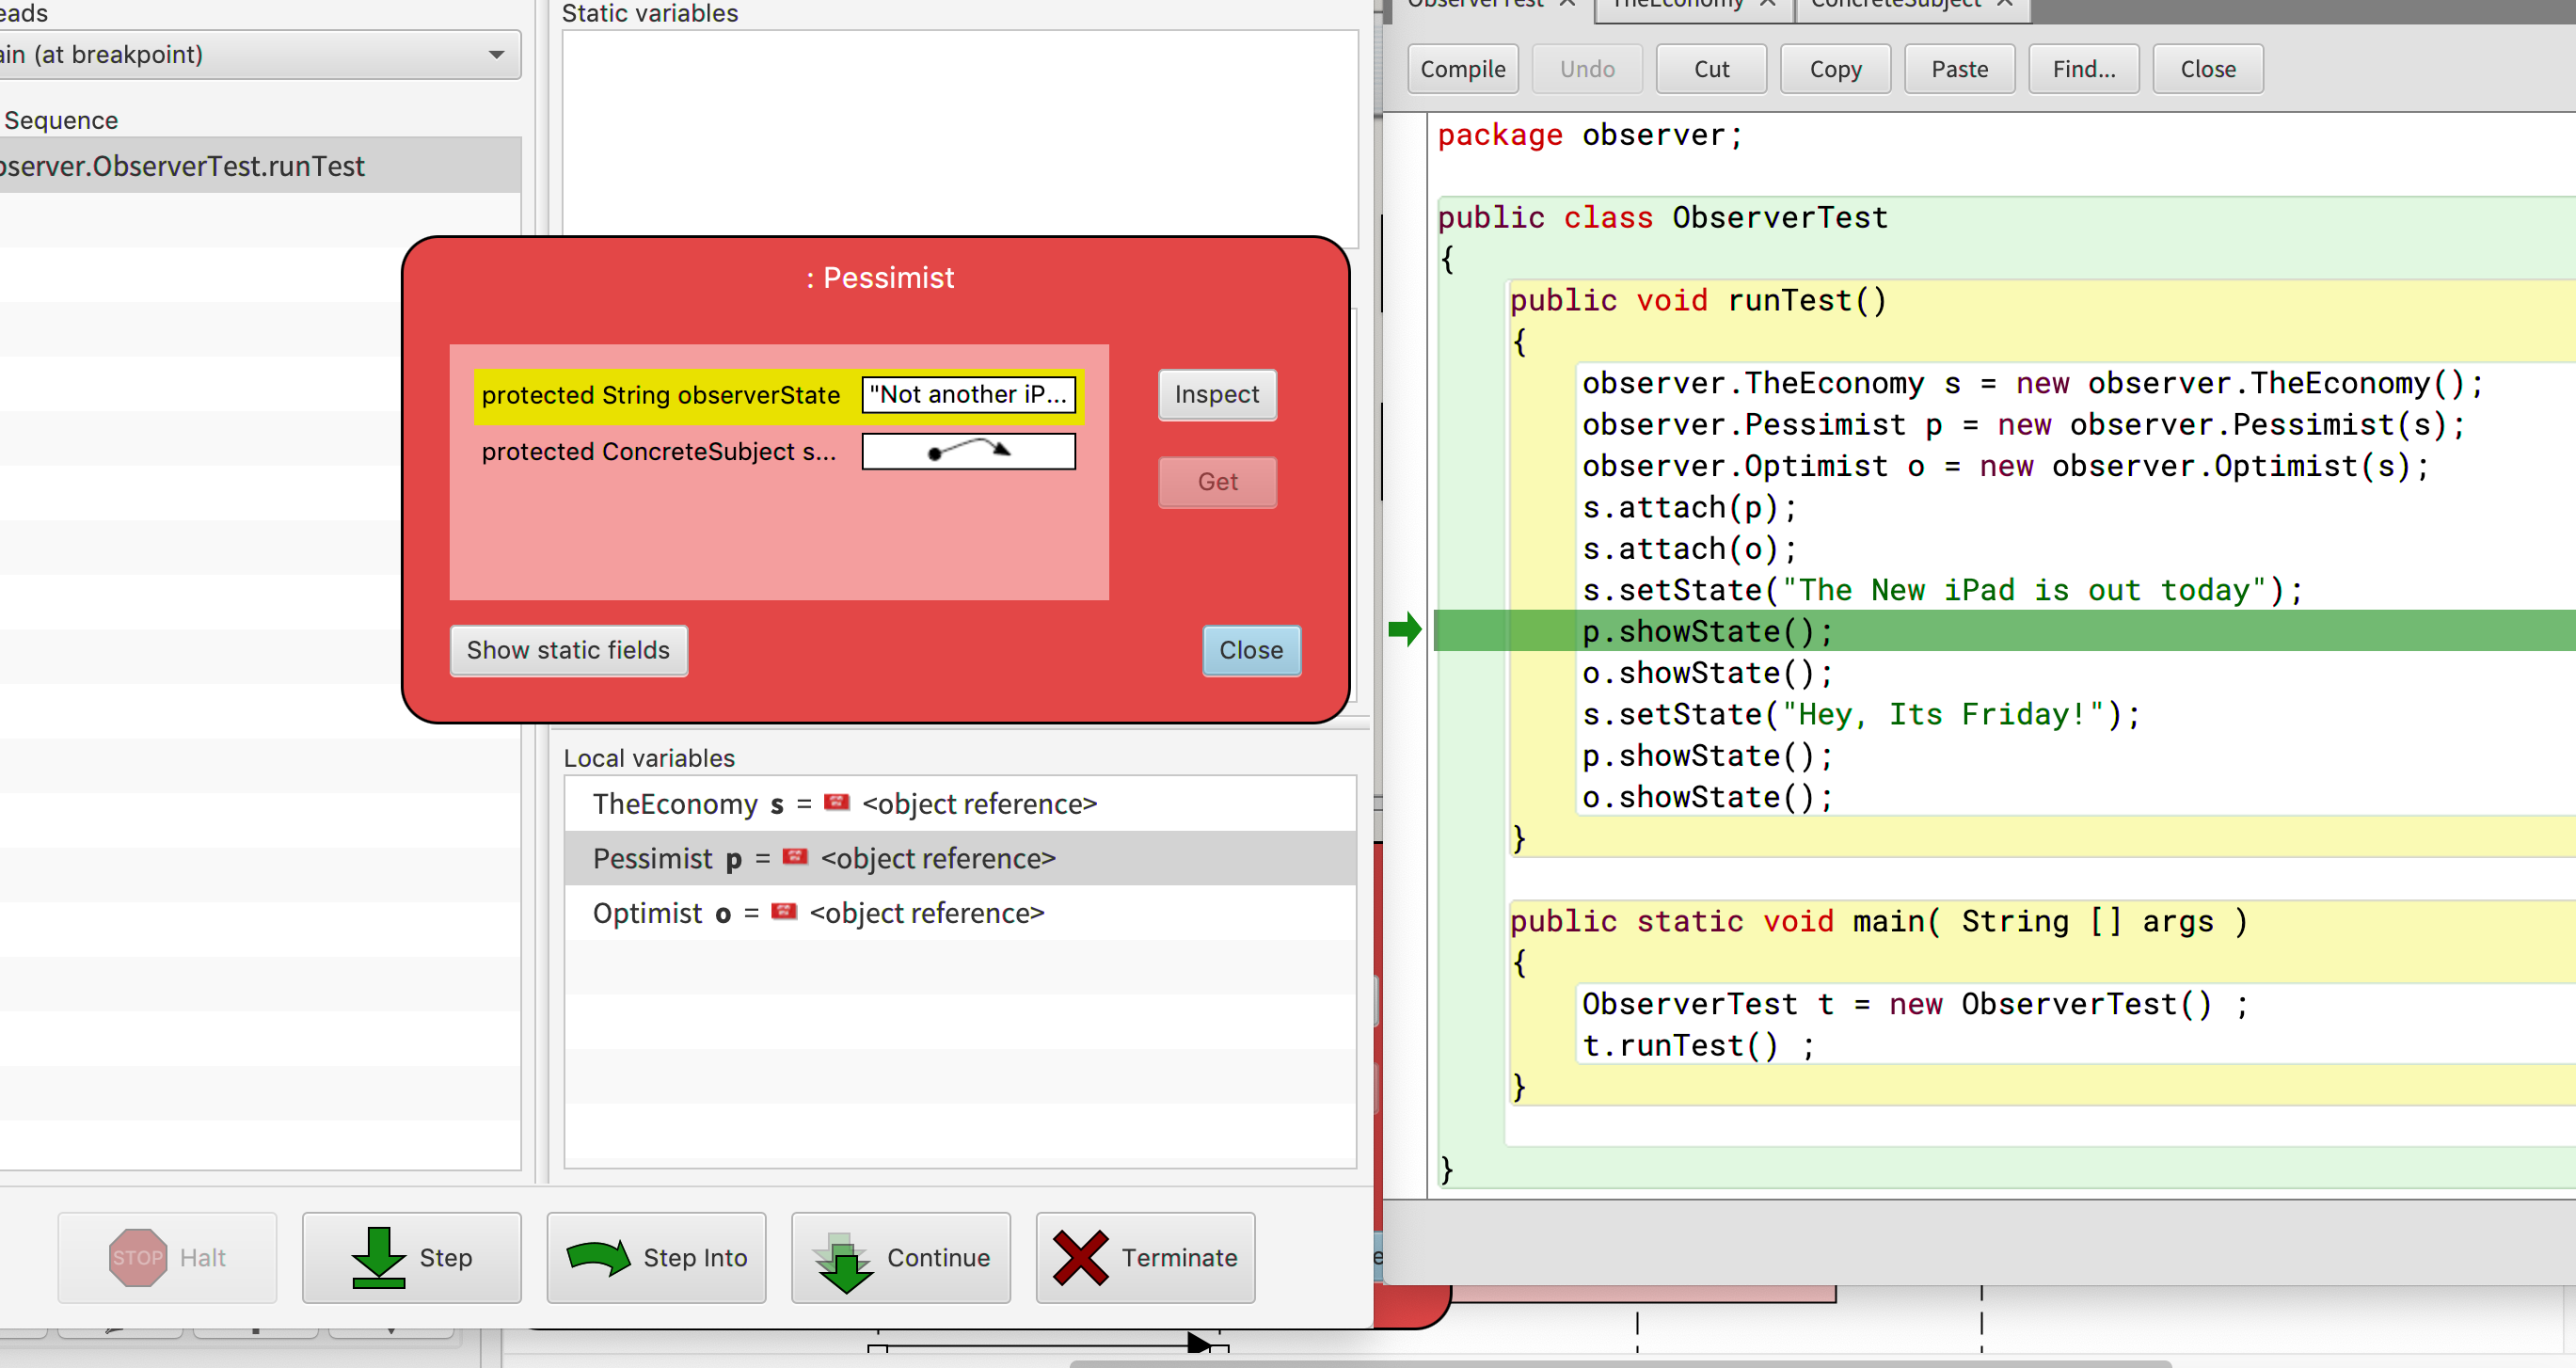 Static variables
ain (at breakpoint)
Sequence
bserver.ObserverTest.runTest
: Pessimist
protected String observerState "Not another iP...
Inspect
protected ConcreteSubject s...
Get
Show static fields
Close
Local variables
TheEconomy s = <object reference>
Pessimist p = <object reference>
Optimist o = <object reference>
STOP Halt
Step
Step Into
Continue
Terminate
ObserverTest
TheEconomy
ConcreteSubject
Compile
Undo
Cut
Copy
Paste
Find...
Close
package observer;
public class ObserverTest
{
public void runTest()
{
observer.TheEconomy s = new observer.TheEconomy();
observer.Pessimist p = new observer.Pessimist(s);
observer.Optimist o = new observer.Optimist(s);
s.attach(p);
s.attach(o);
s.setState("The New iPad is out today");
p.showState();
o.showState();
s.setState("Hey, Its Friday!");
p.showState();
o.showState();
}
public static void main( String [] args )
{
ObserverTest t = new ObserverTest() ;
t.runTest() ;
}
}